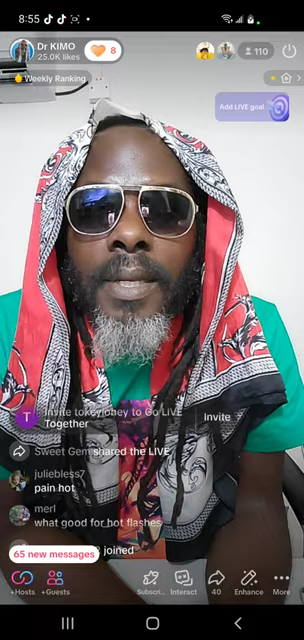 8:55
Dr KIMO
25.0K likes
8
110
Weekly Ranking
Add LIVE goal
T
Invite tokeyloney to Go LIVE
Together
Invite
Sweet Gem shared the LIVE
juliebless7
pain hot
merl
what good for hot flashes
65 new messages
joined
+Hosts
+Guests
Subscri...
Interact
40
Enhance
More